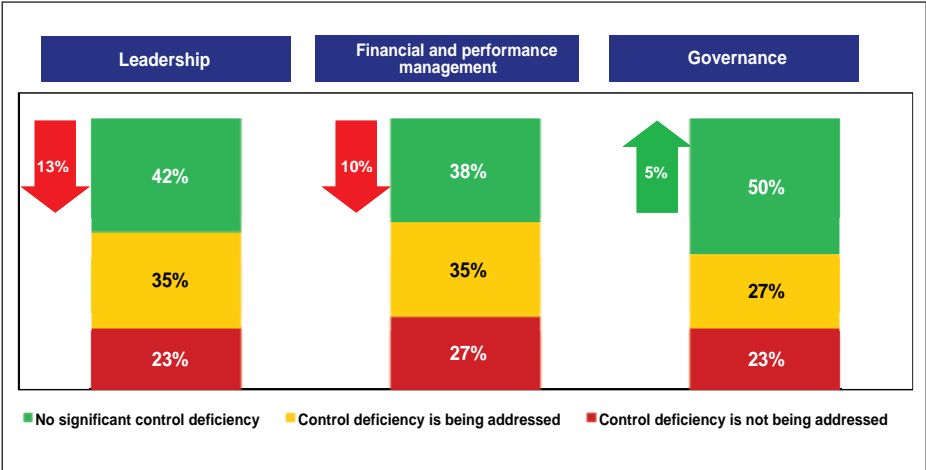 Leadership
Financial and performance
management
Governance
13%
42%
35%
23%
10%
38%
35%
27%
5%
50%
27%
23%
No significant control deficiency
Control deficiency is being addressed
Control deficiency is not being addressed